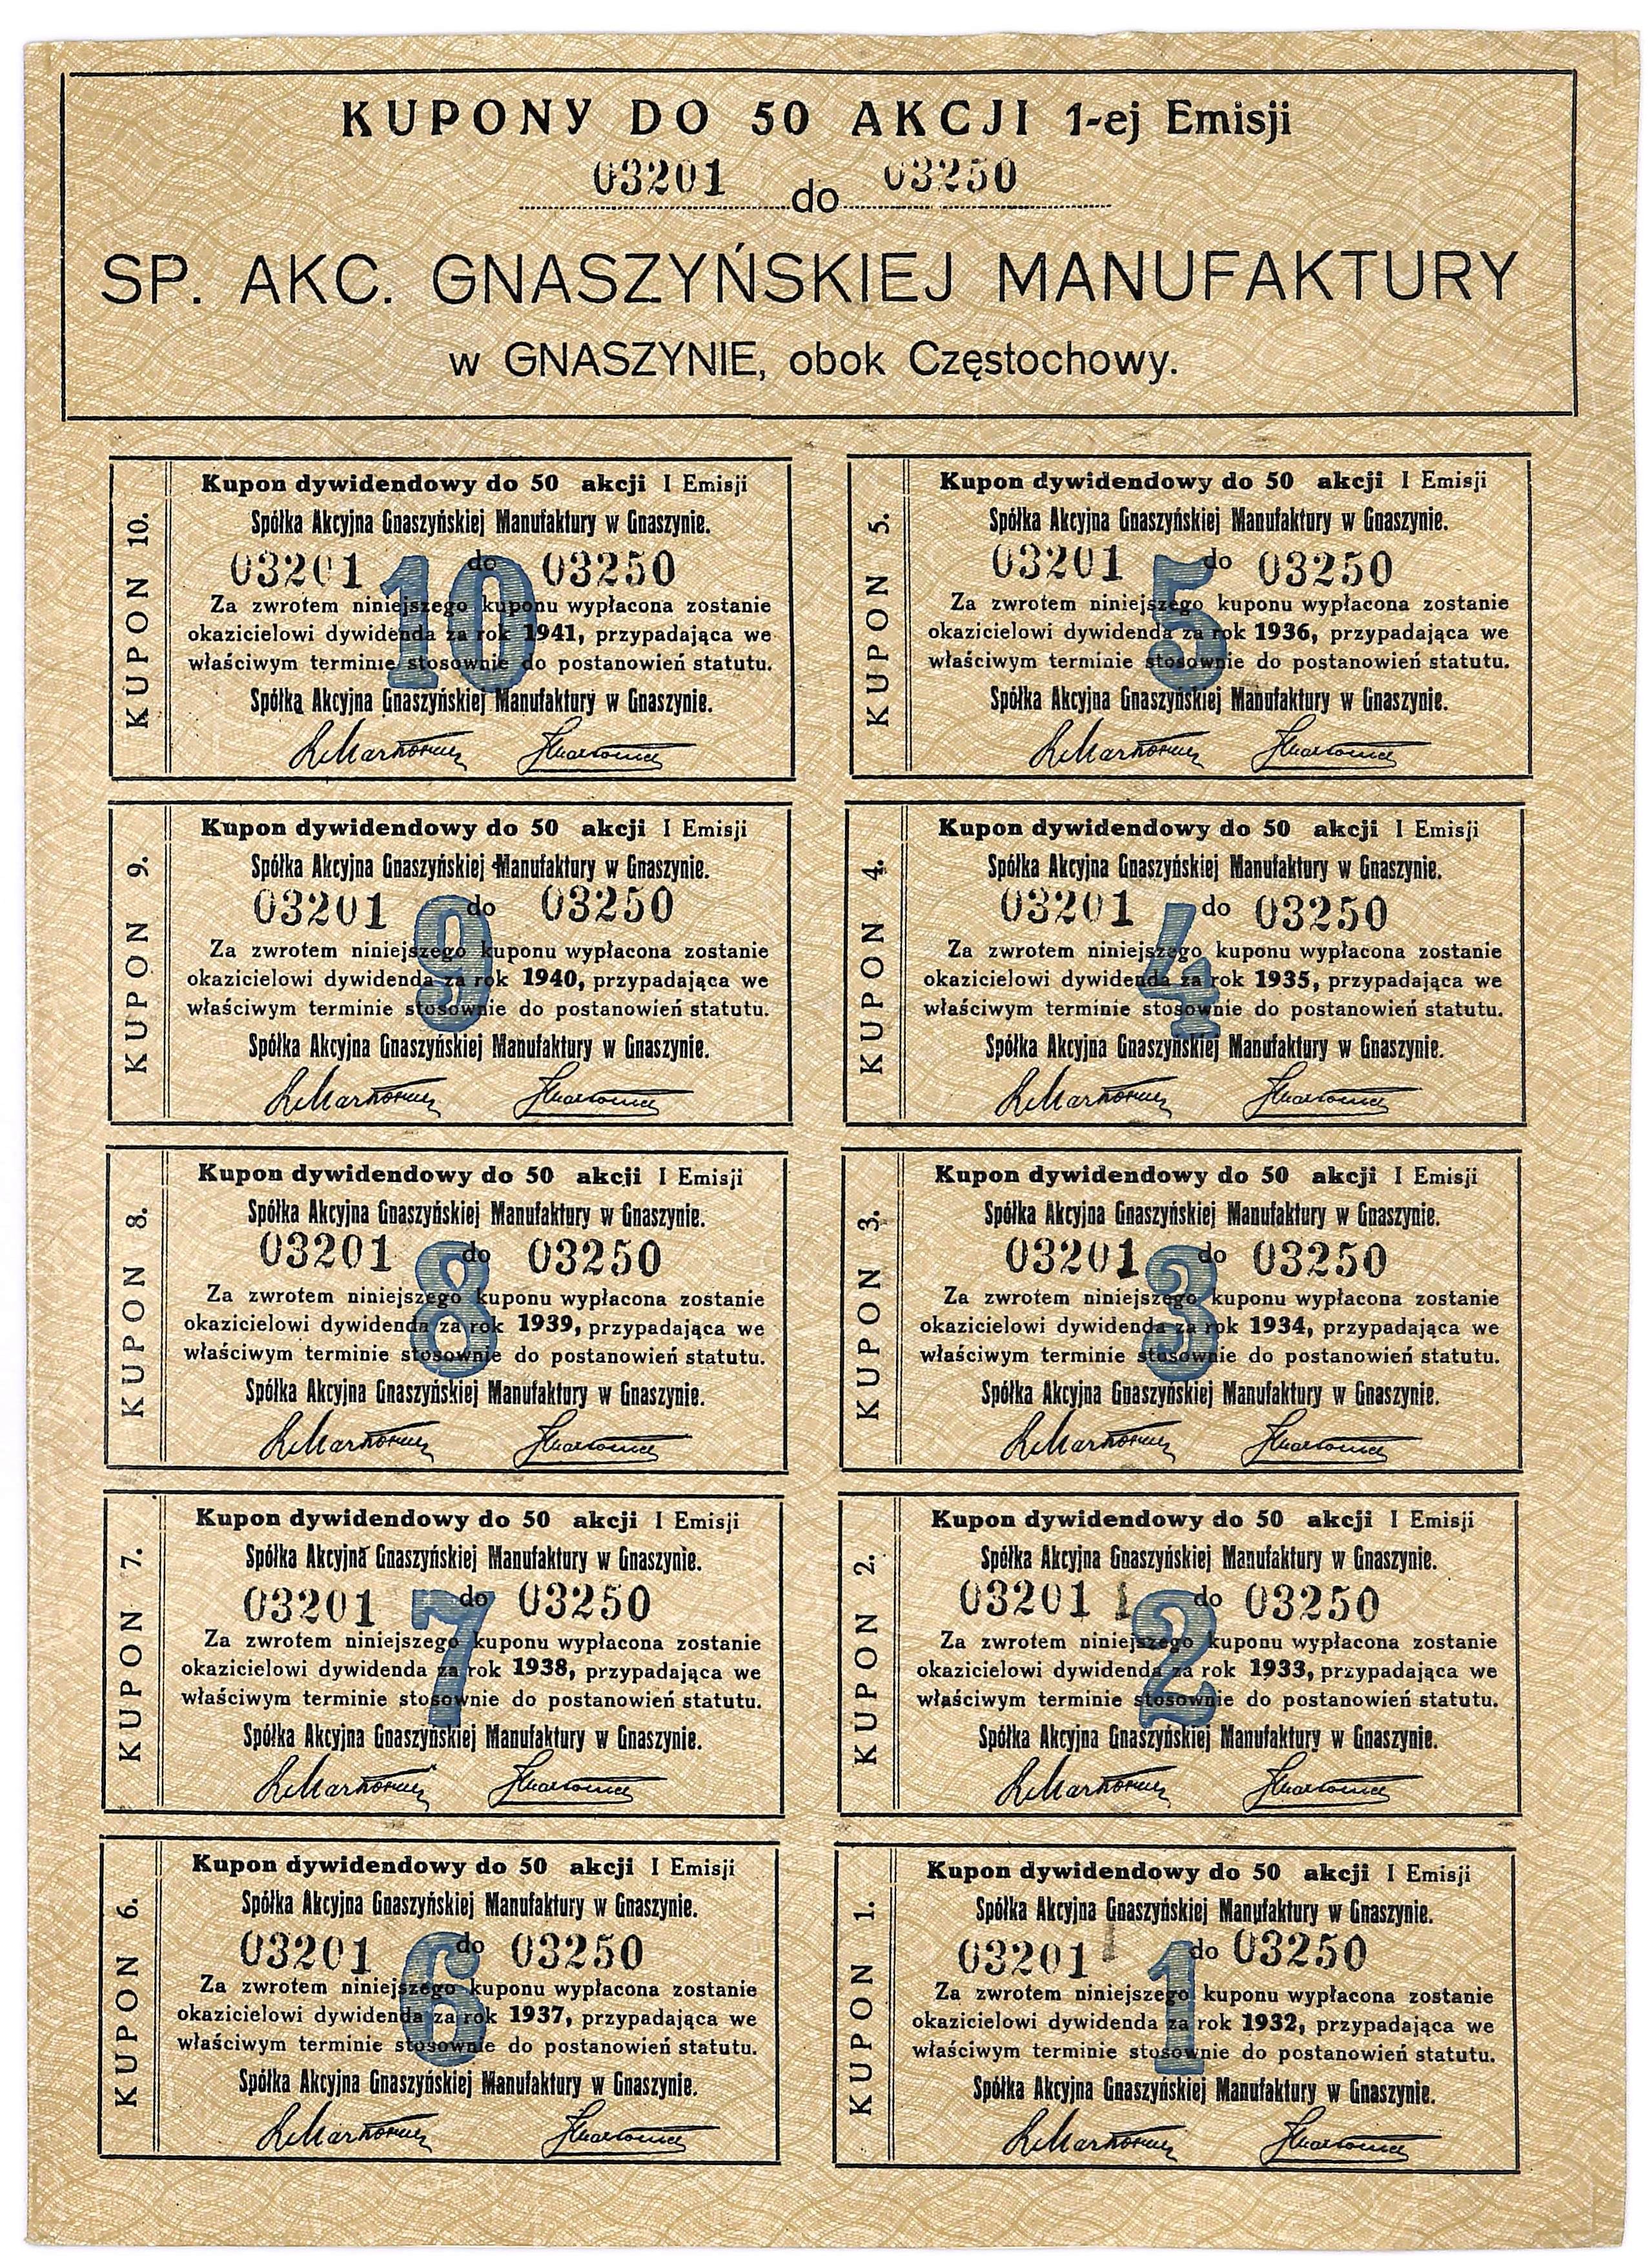 KUPONY DO 50 AKCJI 1-ej Emisji
03201 do 03250
SP. AKC. GNASZYŃSKIEJ MANUFAKTURY
w GNASZYNIE, obok Częstochowy.
KUPON 10.
Kupon dywidendowy do 50 akcji I Emisji
Spółka Akcyjna Gnaszyńskiej Manufaktury w Gnaszynie.
03201 do 03250
10
Za zwrotem niniejszego kuponu wypłacona zostanie
okazicielowi dywidenda za rok 1941, przypadająca we
właściwym terminie stosownie do postanowień statutu.
Spółka Akcyjna Gnaszyńskiej Manufaktury w Gnaszynie.
KUPON 9.
Kupon dywidendowy do 50 akcji I Emisji
Spółka Akcyjna Gnaszyńskiej Manufaktury w Gnaszynie.
03201 do 03250
9
Za zwrotem niniejszego kuponu wypłacona zostanie
okazicielowi dywidenda za rok 1940, przypadająca we
właściwym terminie stosownie do postanowień statutu.
Spółka Akcyjna Gnaszyńskiej Manufaktury w Gnaszynie.
KUPON 8.
Kupon dywidendowy do 50 akcji I Emisji
Spółka Akcyjna Gnaszyńskiej Manufaktury w Gnaszynie.
03201 do 03250
8
Za zwrotem niniejszego kuponu wypłacona zostanie
okazicielowi dywidenda za rok 1939, przypadająca we
właściwym terminie stosownie do postanowień statutu.
Spółka Akcyjna Gnaszyńskiej Manufaktury w Gnaszynie.
KUPON 7.
Kupon dywidendowy do 50 akcji I Emisji
Spółka Akcyjna Gnaszyńskiej Manufaktury w Gnaszynie.
03201 do 03250
7
Za zwrotem niniejszego kuponu wypłacona zostanie
okazicielowi dywidenda za rok 1938, przypadająca we
właściwym terminie stosownie do postanowień statutu.
Spółka Akcyjna Gnaszyńskiej Manufaktury w Gnaszynie.
KUPON 6.
Kupon dywidendowy do 50 akcji I Emisji
Spółka Akcyjna Gnaszyńskiej Manufaktury w Gnaszynie.
03201 do 03250
6
Za zwrotem niniejszego kuponu wypłacona zostanie
okazicielowi dywidenda za rok 1937, przypadająca we
właściwym terminie stosownie do postanowień statutu.
Spółka Akcyjna Gnaszyńskiej Manufaktury w Gnaszynie.
KUPON 5.
Kupon dywidendowy do 50 akcji I Emisji
Spółka Akcyjna Gnaszyńskiej Manufaktury w Gnaszynie.
03201 do 03250
5
Za zwrotem niniejszego kuponu wypłacona zostanie
okazicielowi dywidenda za rok 1936, przypadająca we
właściwym terminie stosownie do postanowień statutu.
Spółka Akcyjna Gnaszyńskiej Manufaktury w Gnaszynie.
KUPON 4.
Kupon dywidendowy do 50 akcji I Emisji
Spółka Akcyjna Gnaszyńskiej Manufaktury w Gnaszynie.
03201 do 03250
4
Za zwrotem niniejszego kuponu wypłacona zostanie
okazicielowi dywidenda za rok 1935, przypadająca we
właściwym terminie stosownie do postanowień statutu.
Spółka Akcyjna Gnaszyńskiej Manufaktury w Gnaszynie.
KUPON 3.
Kupon dywidendowy do 50 akcji I Emisji
Spółka Akcyjna Gnaszyńskiej Manufaktury w Gnaszynie.
03201 do 03250
3
Za zwrotem niniejszego kuponu wypłacona zostanie
okazicielowi dywidenda za rok 1934, przypadająca we
właściwym terminie stosownie do postanowień statutu.
Spółka Akcyjna Gnaszyńskiej Manufaktury w Gnaszynie.
KUPON 2.
Kupon dywidendowy do 50 akcji I Emisji
Spółka Akcyjna Gnaszyńskiej Manufaktury w Gnaszynie.
03201 1 do 03250
2
Za zwrotem niniejszego kuponu wypłacona zostanie
okazicielowi dywidenda za rok 1933, przypadająca we
właściwym terminie stosownie do postanowień statutu.
Spółka Akcyjna Gnaszyńskiej Manufaktury w Gnaszynie.
KUPON 1.
Kupon dywidendowy do 50 akcji I Emisji
Spółka Akcyjna Gnaszyńskiej Manufaktury w Gnaszynie.
03201 do 03250
1
Za zwrotem niniejszego kuponu wypłacona zostanie
okazicielowi dywidenda za rok 1932, przypadająca we
właściwym terminie stosownie do postanowień statutu.
Spółka Akcyjna Gnaszyńskiej Manufaktury w Gnaszynie.